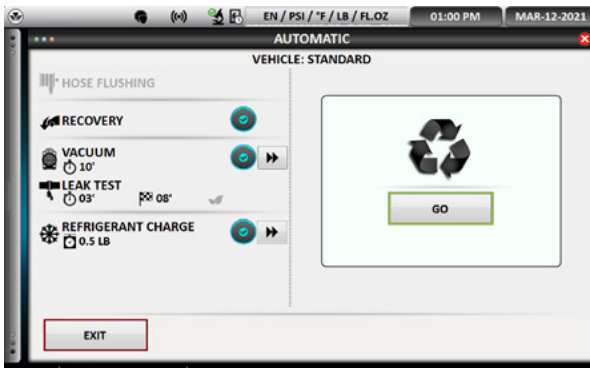 EN / PSI / °F / LB / FL.OZ 01:00 PM MAR-12-2021
AUTOMATIC
VEHICLE: STANDARD
HOSE FLUSHING
RECOVERY
VACUUM
10'
LEAK TEST
03' 08'
REFRIGERANT CHARGE
0.5 LB
GO
EXIT